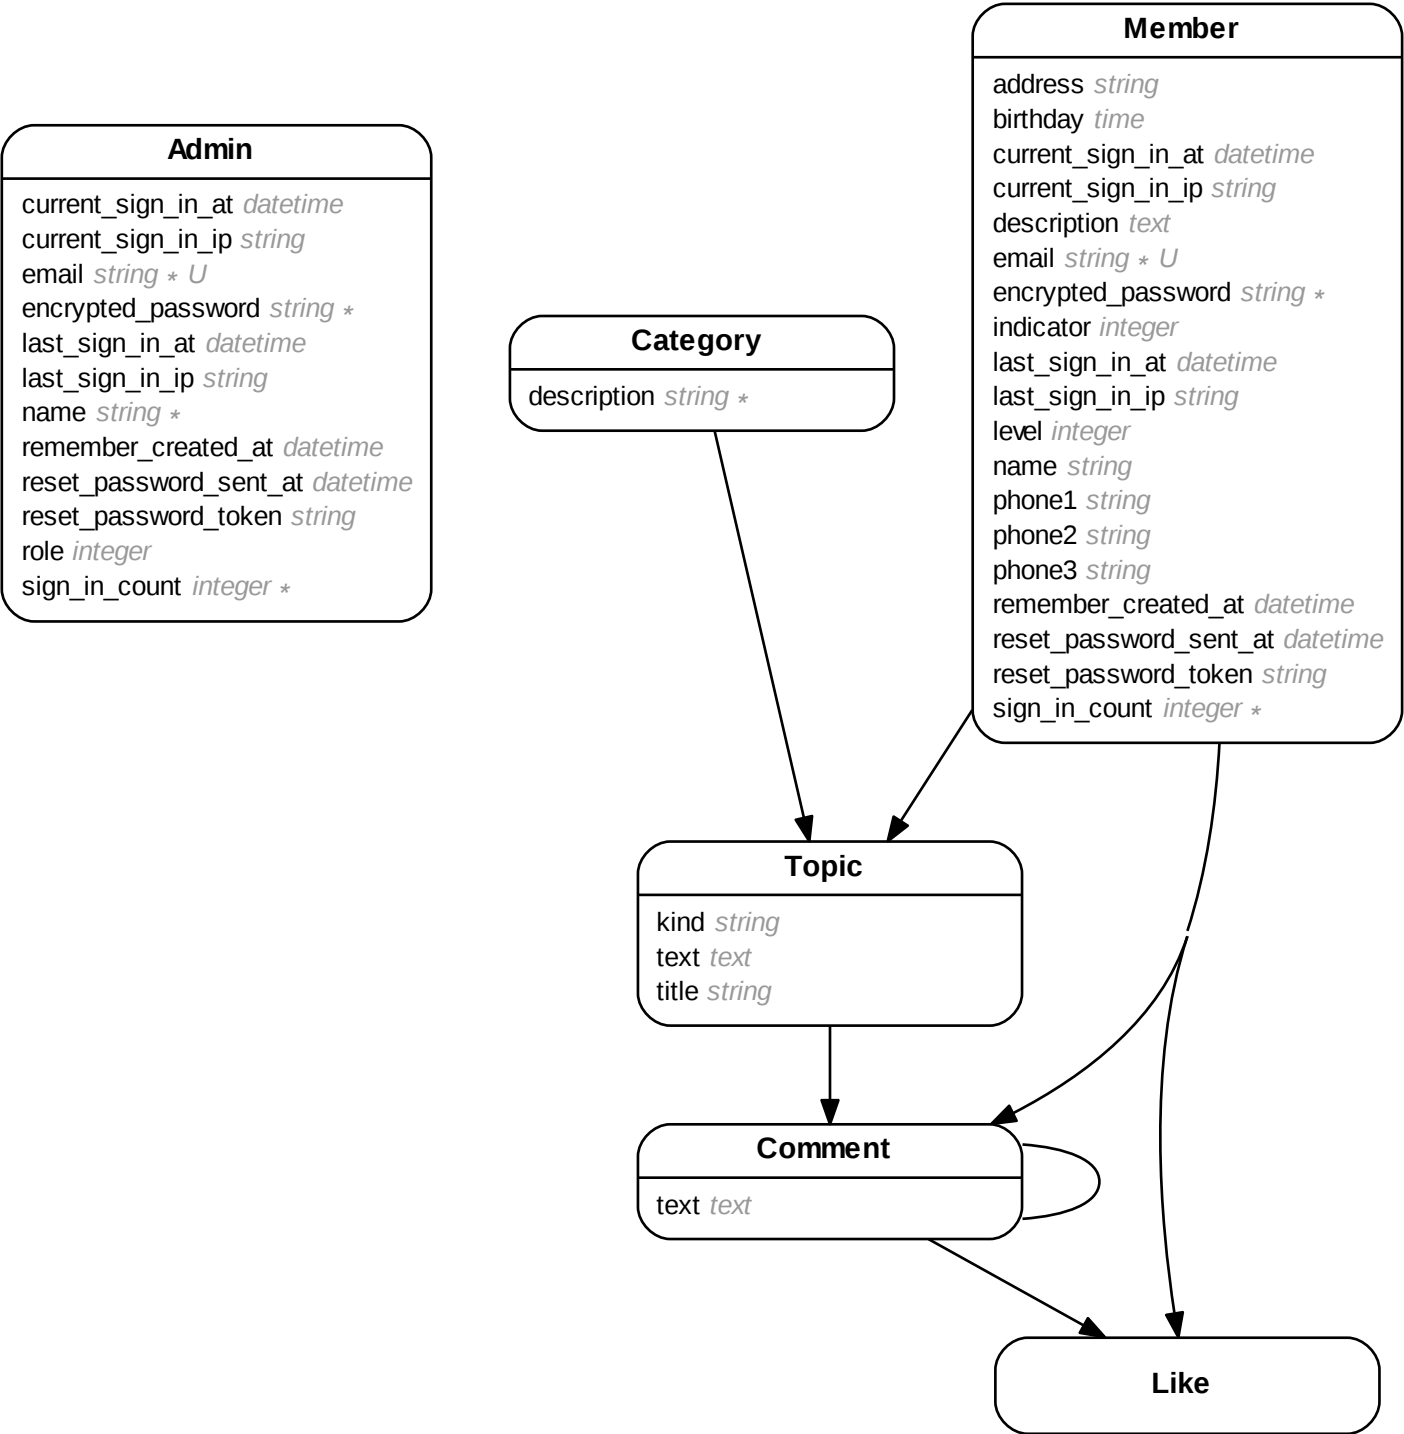 Admin
current_sign_in_at datetime
current_sign_in_ip string
email string * U
encrypted_password string *
last_sign_in_at datetime
last_sign_in_ip string
name string *
remember_created_at datetime
reset_password_sent_at datetime
reset_password_token string
role integer
sign_in_count integer *
Category
description string *
Member
address string
birthday time
current_sign_in_at datetime
current_sign_in_ip string
description text
email string * U
encrypted_password string *
indicator integer
last_sign_in_at datetime
last_sign_in_ip string
level integer
name string
phone1 string
phone2 string
phone3 string
remember_created_at datetime
reset_password_sent_at datetime
reset_password_token string
sign_in_count integer *
Topic
kind string
text text
title string
Comment
text text
Like